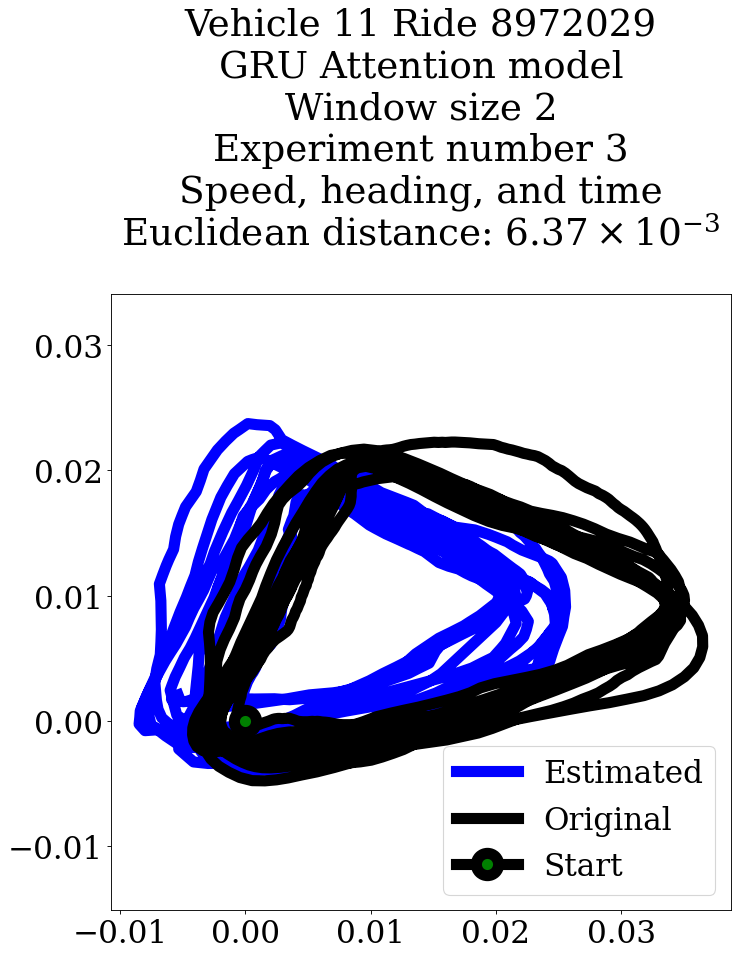 Vehicle 11 Ride 8972029
GRU Attention model
Window size 2
Experiment number 3
Speed, heading, and time
Euclidean distance: 6.37 × 10⁻³
0.03
0.02
0.01
0.00
−0.01
Estimated
Original
Start
−0.01 0.00 0.01 0.02 0.03